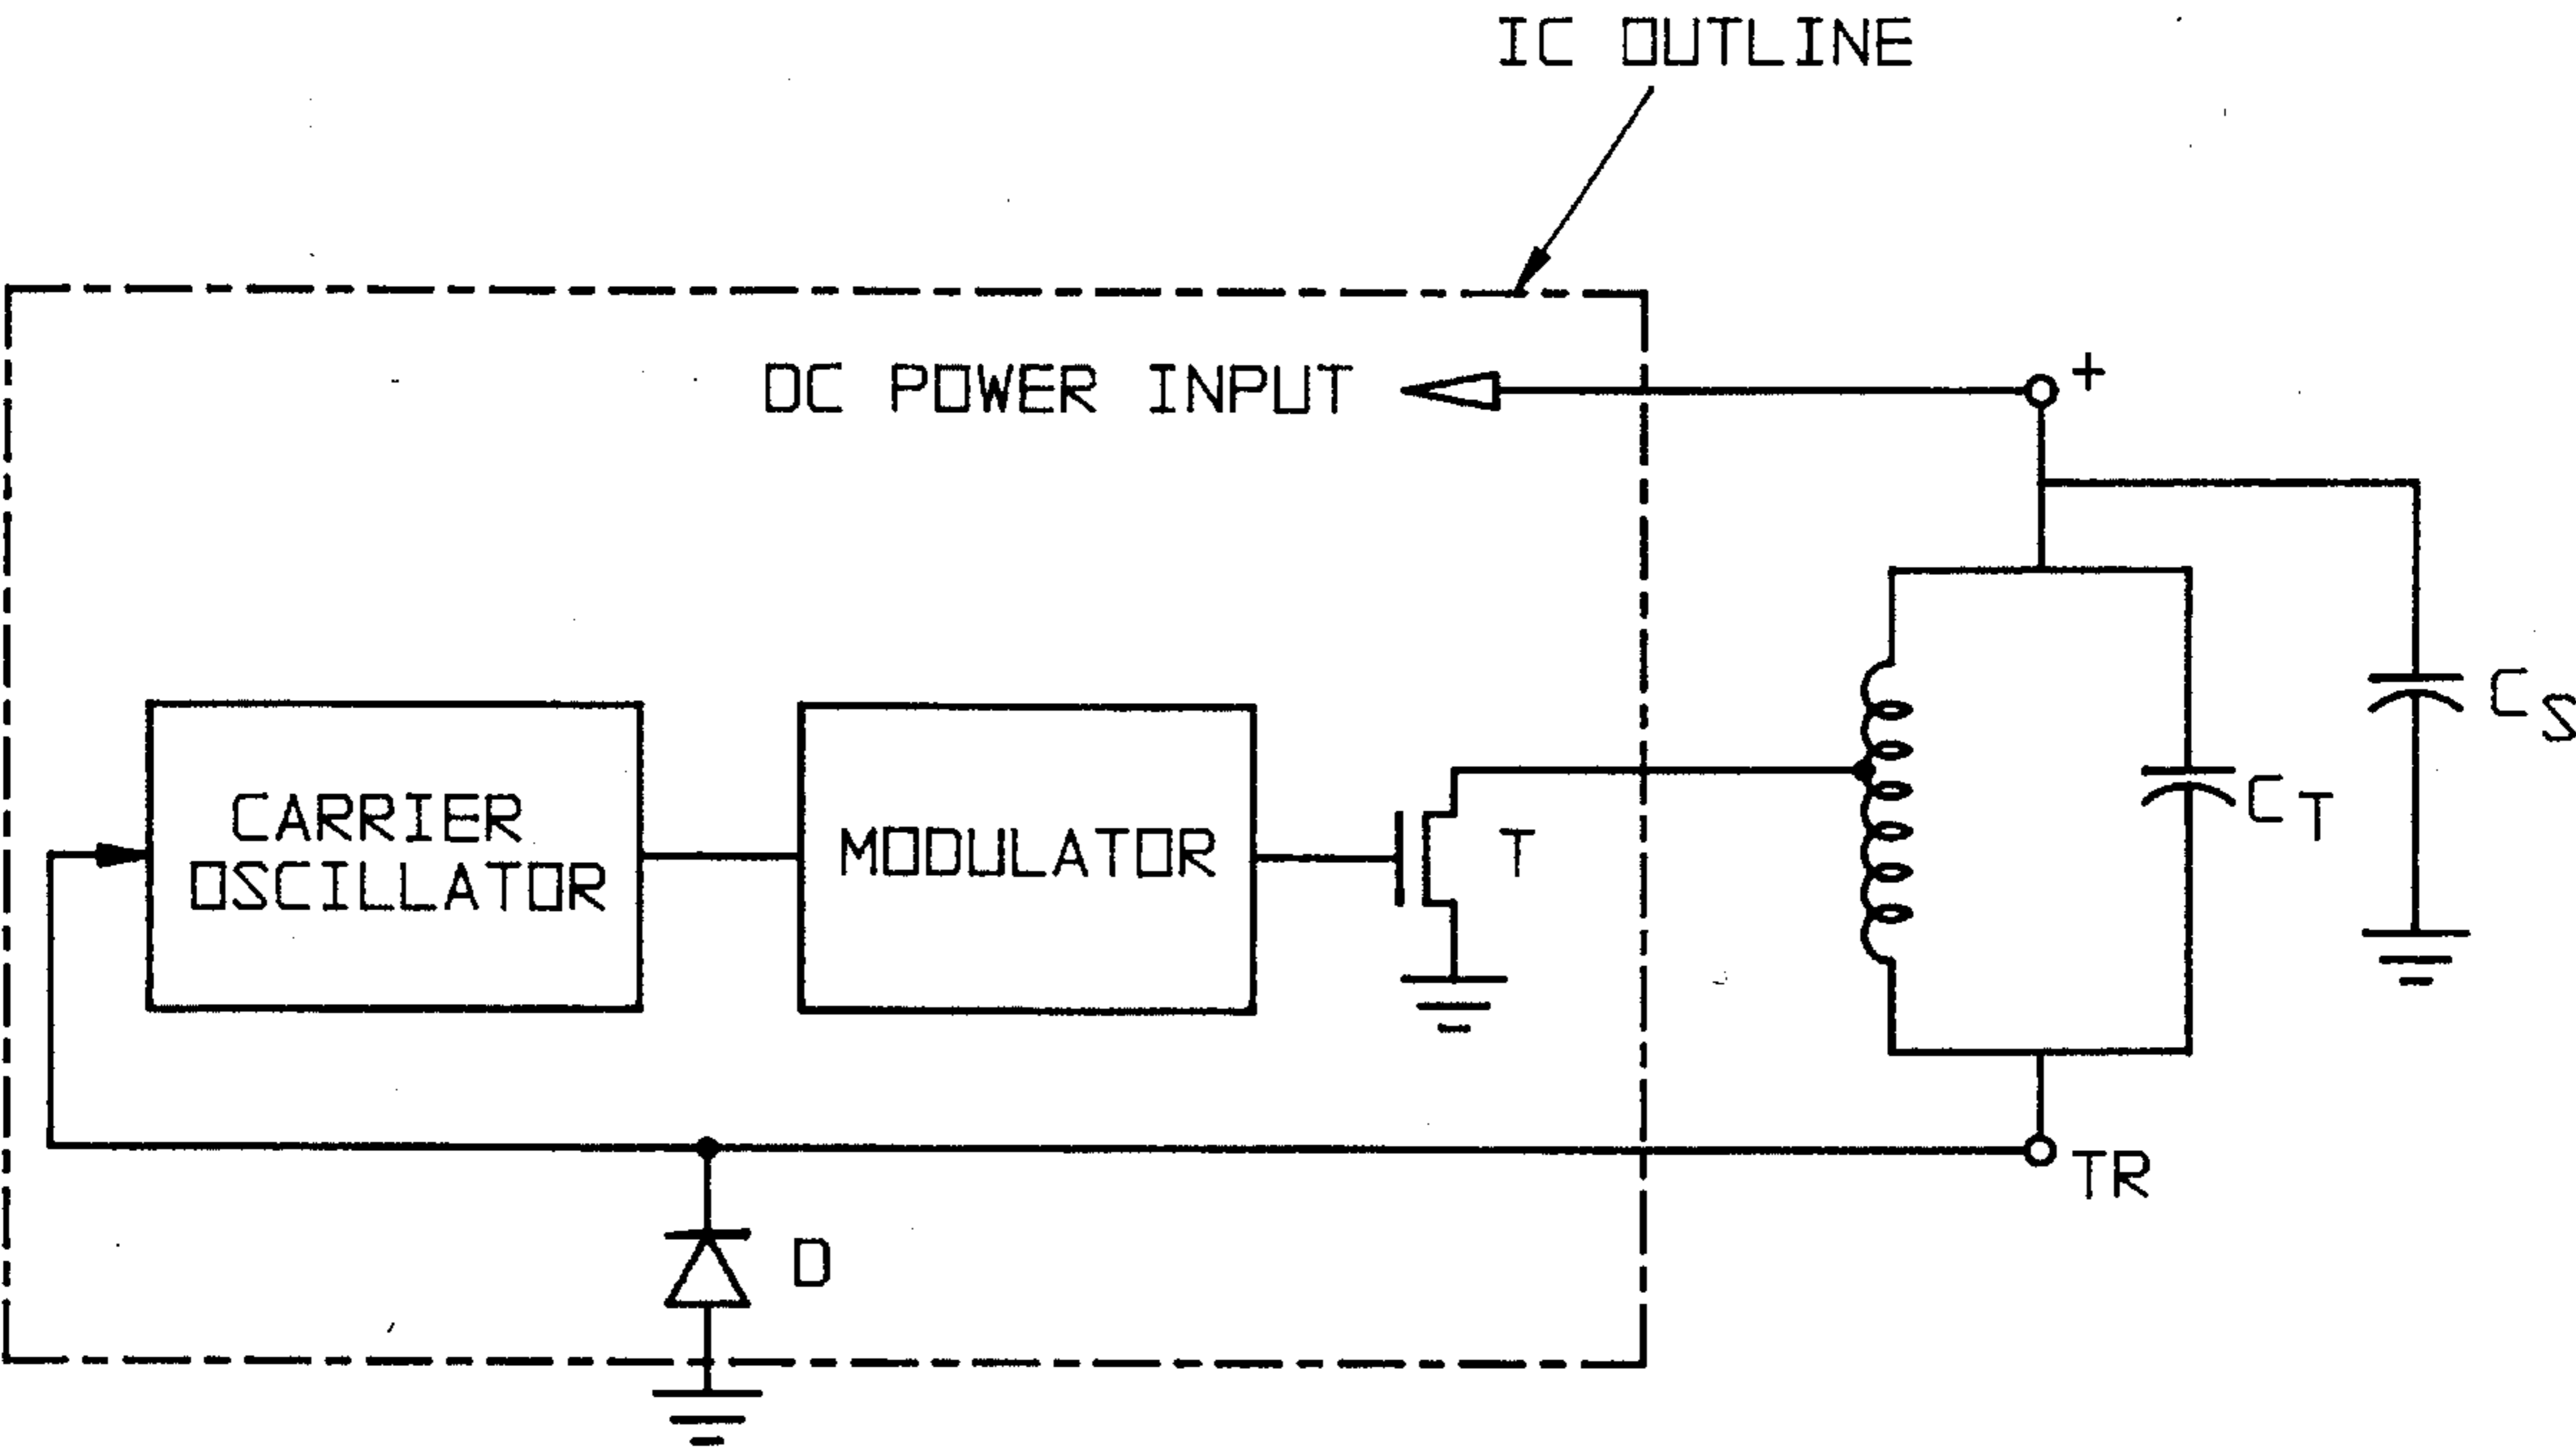 IC OUTLINE
DC POWER INPUT
+
CARRIER
OSCILLATOR
MODULATOR
T
CT
CS
TR
D